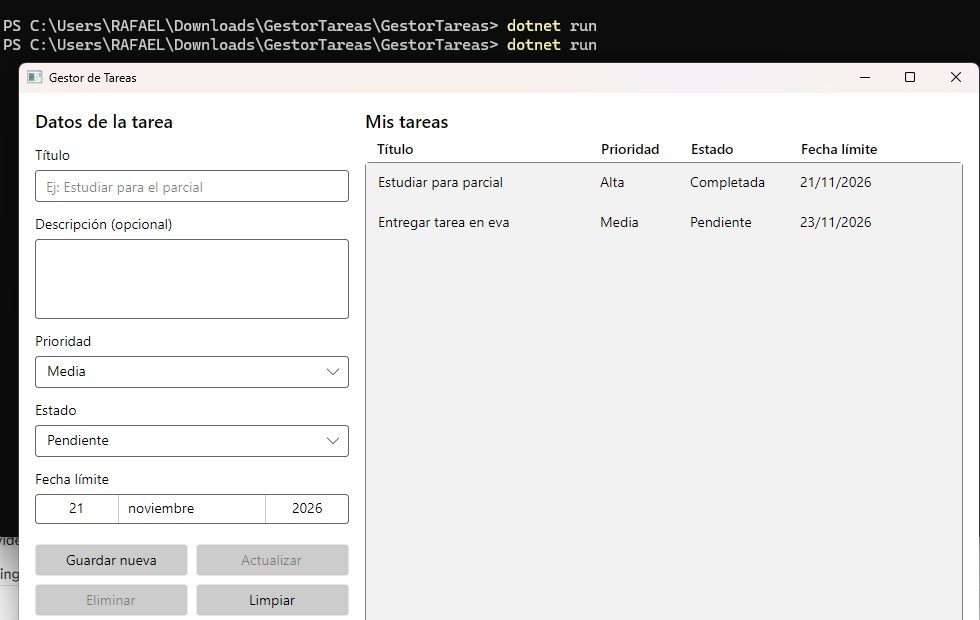 PS C:\Users\RAFAEL\Downloads\GestorTareas\GestorTareas> dotnet run
PS C:\Users\RAFAEL\Downloads\GestorTareas\GestorTareas> dotnet run
Gestor de Tareas
Datos de la tarea
Título
Ej: Estudiar para el parcial
Descripción (opcional)
Prioridad
Media
Estado
Pendiente
Fecha límite
21 noviembre 2026
Guardar nueva Actualizar
Eliminar Limpiar
Mis tareas
Título Prioridad Estado Fecha límite
Estudiar para parcial Alta Completada 21/11/2026
Entregar tarea en eva Media Pendiente 23/11/2026